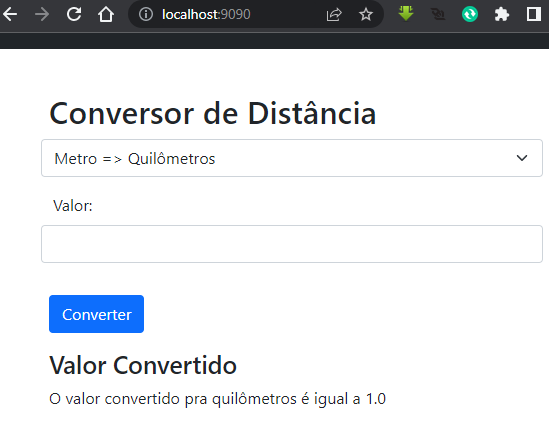 localhost:9090
Conversor de Distância
Metro => Quilômetros
Valor:
Converter
Valor Convertido
O valor convertido pra quilômetros é igual a 1.0